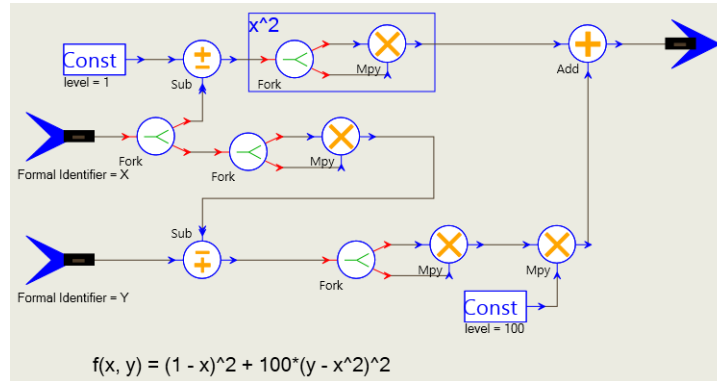 x^2
Const
level = 1
Sub
Fork
Mpy
Add
Formal Identifier = X
Fork
Fork
Mpy
Sub
Formal Identifier = Y
Fork
Mpy
Mpy
Const
level = 100
f(x, y) = (1 - x)^2 + 100*(y - x^2)^2